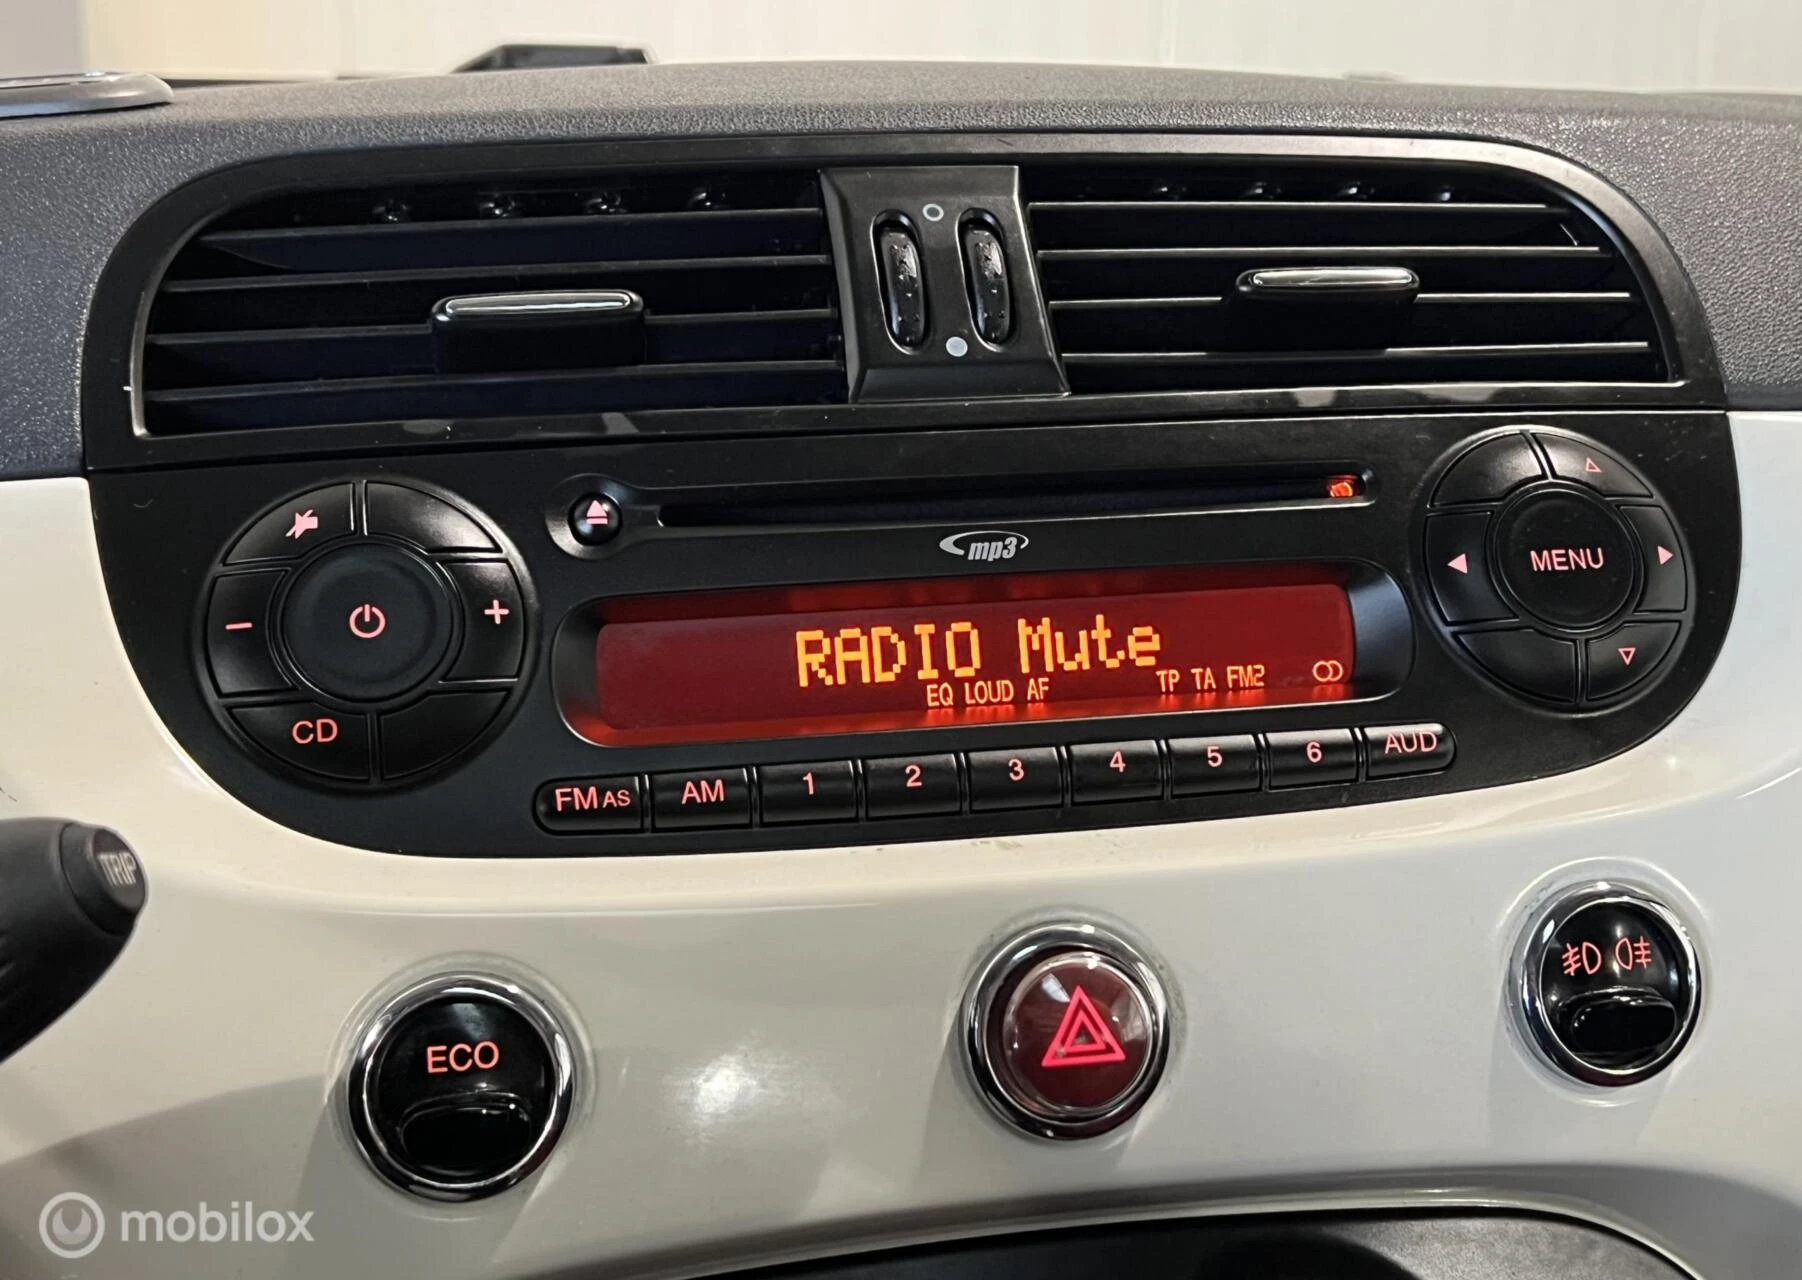 mp3
MENU
RADIO Mute
EQ LOUD AF TP TA FM2
CD
FM AS AM 1 2 3 4 5 6 AUD
TRIP
ECO
mobilox